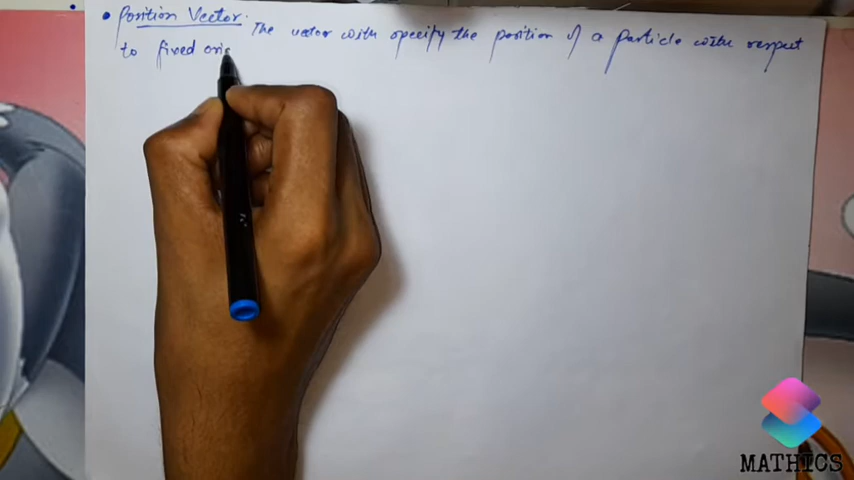 • Position Vector. The vector with specify the position of a particle with respect
to fixed ori
MATHICS